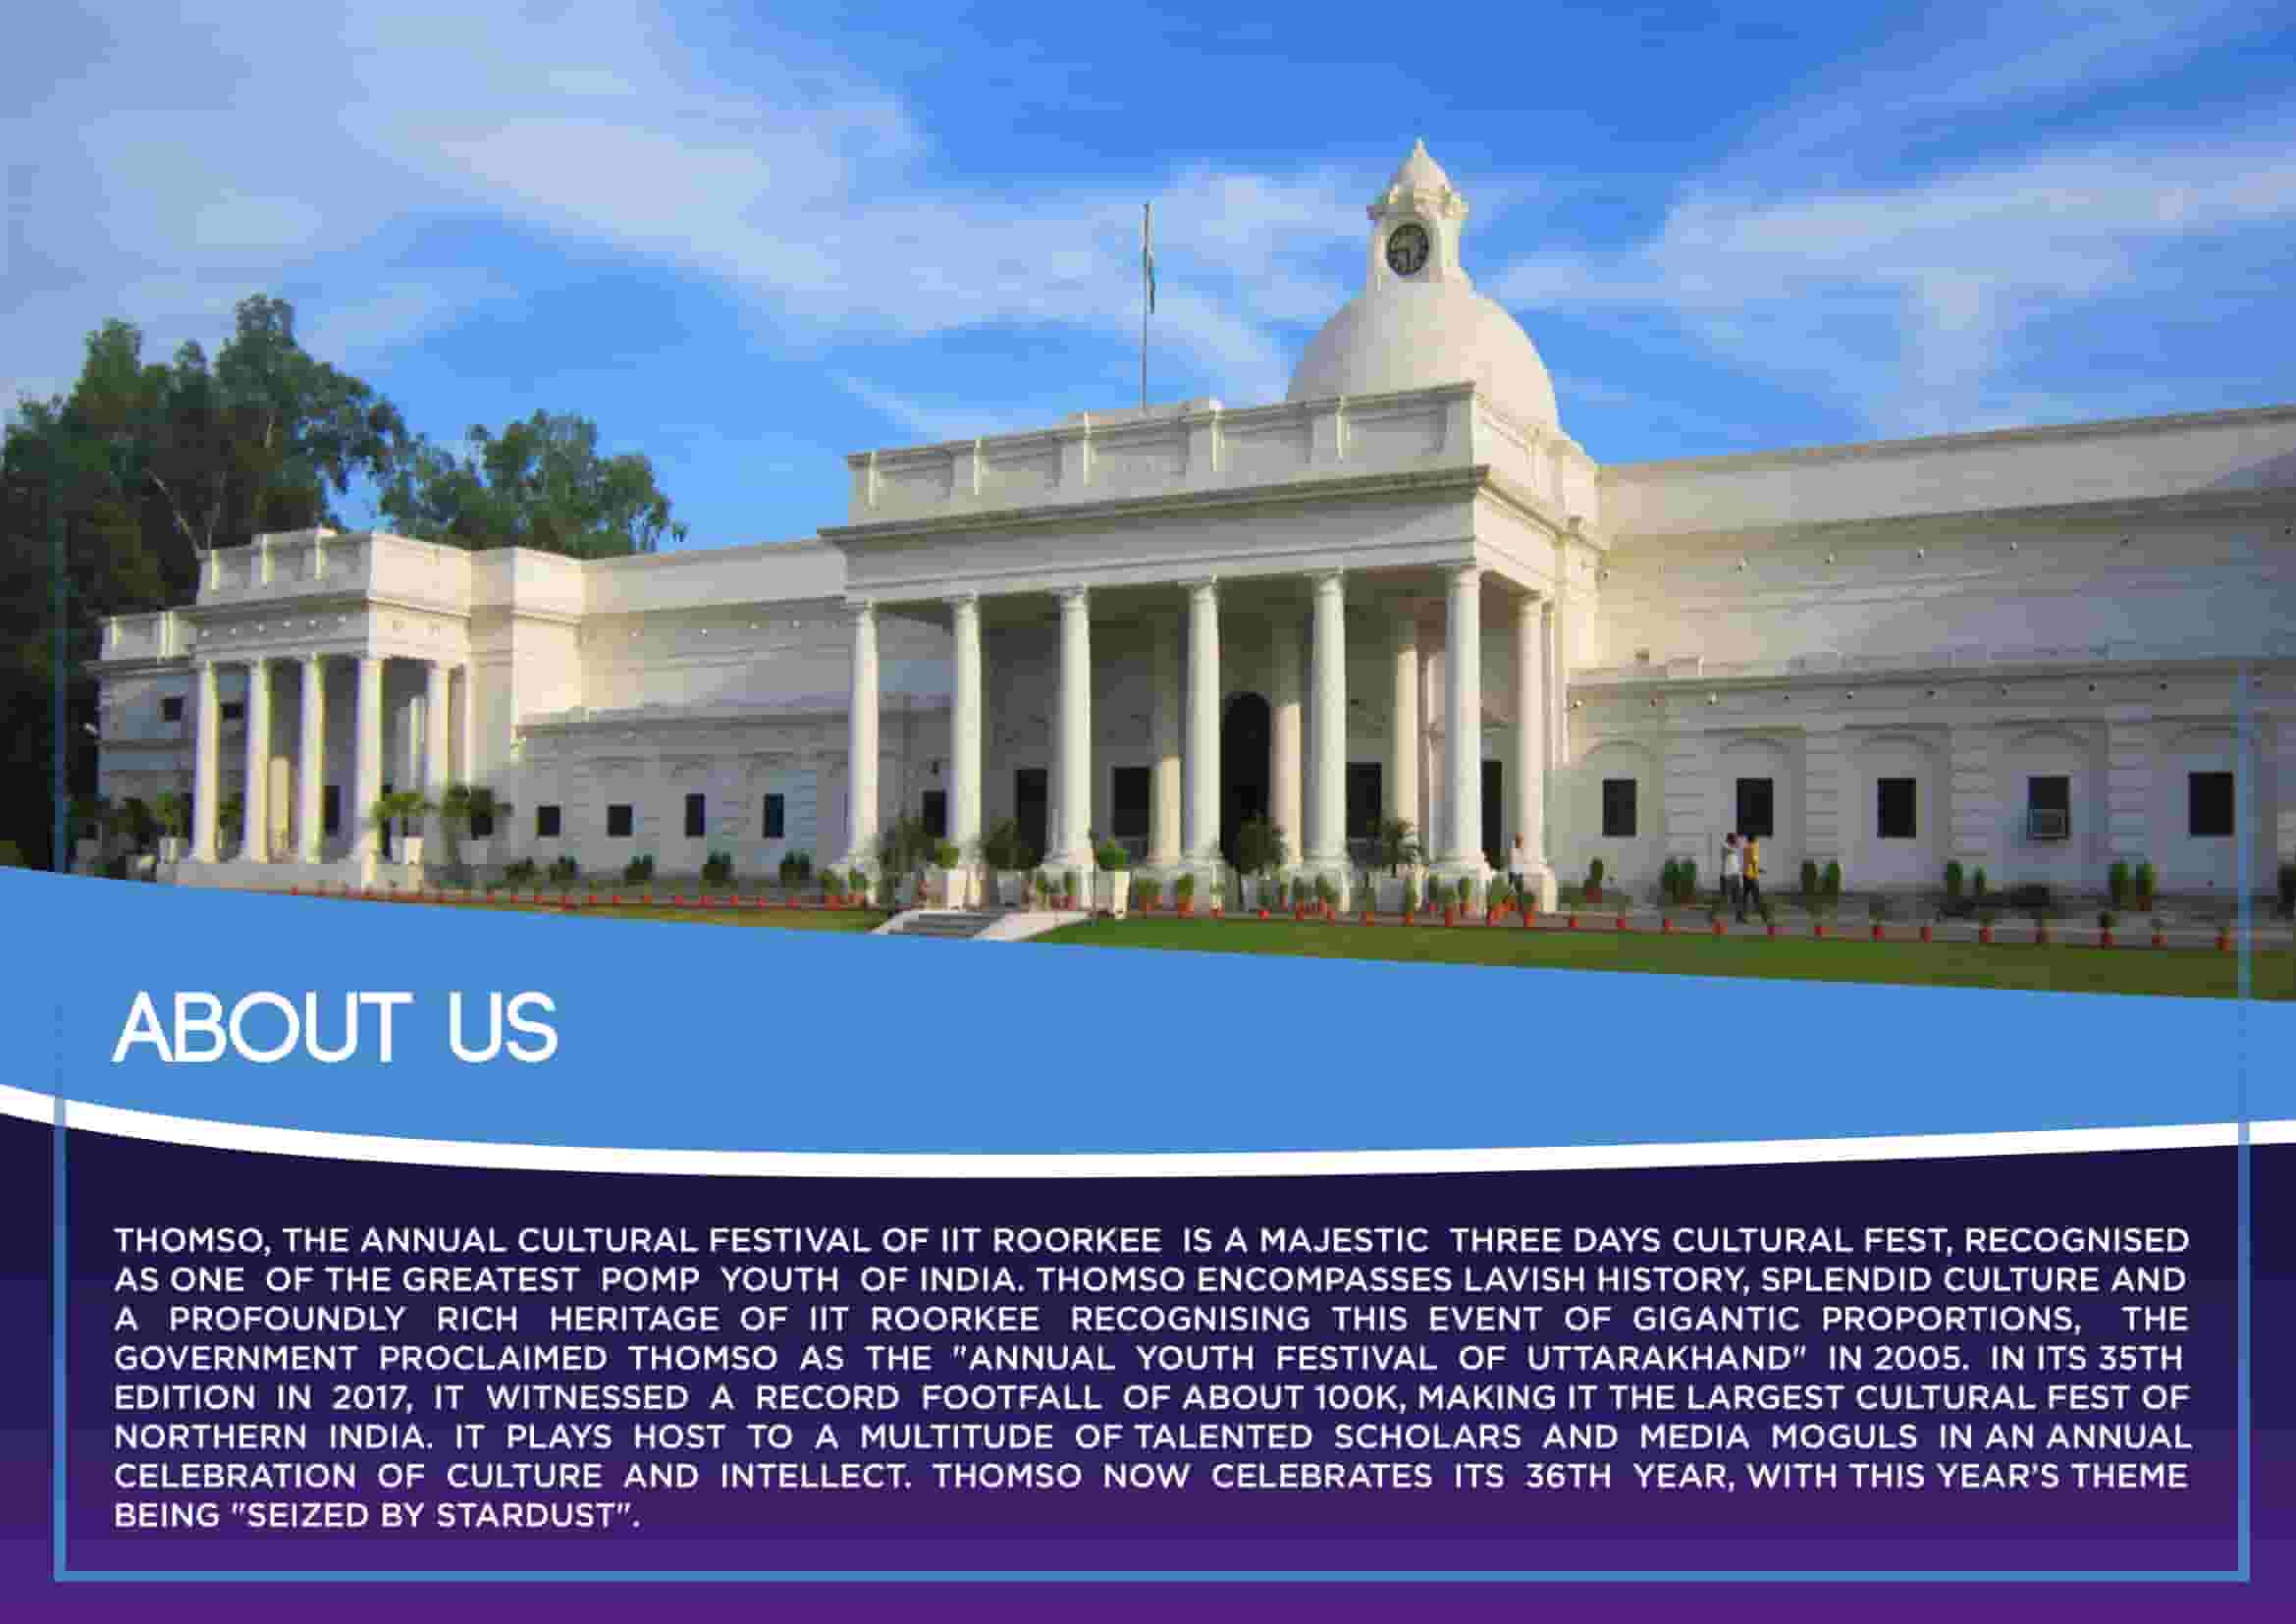 ABOUT US
THOMSO, THE ANNUAL CULTURAL FESTIVAL OF IIT ROORKEE IS A MAJESTIC THREE DAYS CULTURAL FEST, RECOGNISED
AS ONE OF THE GREATEST POMP YOUTH OF INDIA. THOMSO ENCOMPASSES LAVISH HISTORY, SPLENDID CULTURE AND
A PROFOUNDLY RICH HERITAGE OF IIT ROORKEE RECOGNISING THIS EVENT OF GIGANTIC PROPORTIONS, THE
GOVERNMENT PROCLAIMED THOMSO AS THE "ANNUAL YOUTH FESTIVAL OF UTTARAKHAND" IN 2005. IN ITS 35TH
EDITION IN 2017, IT WITNESSED A RECORD FOOTFALL OF ABOUT 100K, MAKING IT THE LARGEST CULTURAL FEST OF
NORTHERN INDIA. IT PLAYS HOST TO A MULTITUDE OF TALENTED SCHOLARS AND MEDIA MOGULS IN AN ANNUAL
CELEBRATION OF CULTURE AND INTELLECT. THOMSO NOW CELEBRATES ITS 36TH YEAR, WITH THIS YEAR'S THEME
BEING "SEIZED BY STARDUST".